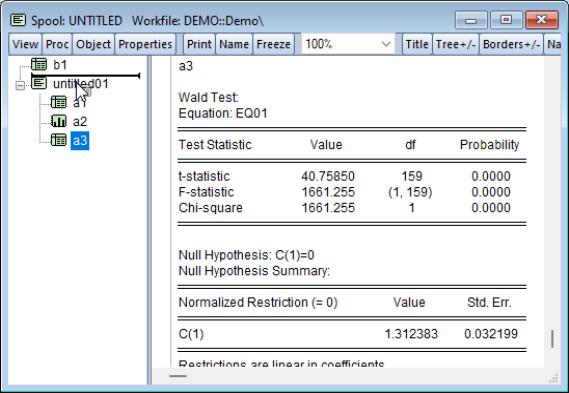 Spool: UNTITLED Workfile: DEMO::Demo\
View Proc Object Properties Print Name Freeze 100% Title Tree+/- Borders+/- Na
b1
untitled01
a1
a2
a3
a3
Wald Test:
Equation: EQ01
Test Statistic Value df Probability
t-statistic 40.75850 159 0.0000
F-statistic 1661.255 (1, 159) 0.0000
Chi-square 1661.255 1 0.0000
Null Hypothesis: C(1)=0
Null Hypothesis Summary:
Normalized Restriction (= 0) Value Std. Err.
C(1) 1.312383 0.032199
Restrictions are linear in coefficients